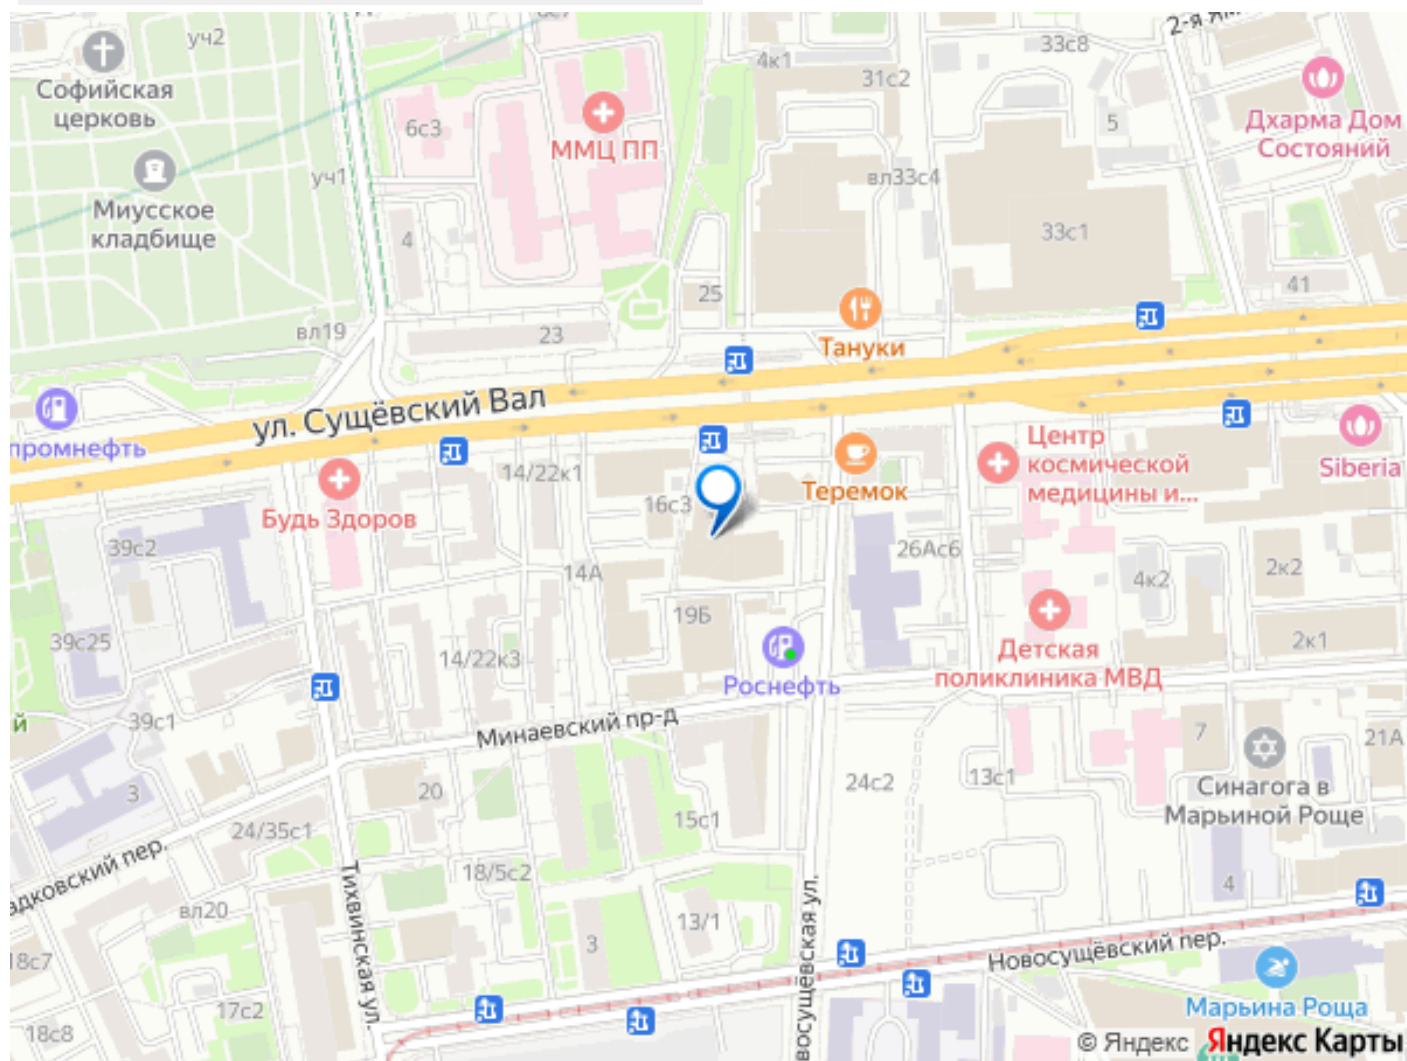 уч2
Софийская
церковь
6с3
ММЦ ПП
4к1
31с2
33с8
2-я
5
Дхарма Дом
Состояний
уч1
Миусское
кладбище
вл33с4
4
33с1
25
41
вл19
23
Тануки
ул. Сущёвский Вал
промнефть
14/22к1
Будь Здоров
16с3
Теремок
Центр
космической
медицины и...
Siberia
39с2
14А
26Ас6
4к2
2к2
39с25
19Б
14/22к3
Роснефть
Детская
поликлиника МВД
2к1
й
39с1
Минаевский пр-д
7
21А
3
20
24с2
13с1
Синагога в
Марьиной Роще
24/35с1
15с1
адковский пер.
18/5с2
4
вл20
Тихвинская ул.
13/1
3
восущёвская ул.
Новосущёвский пер.
18с7
17с2
18с8
Марьина Роща
© Яндекс Яндекс Карты